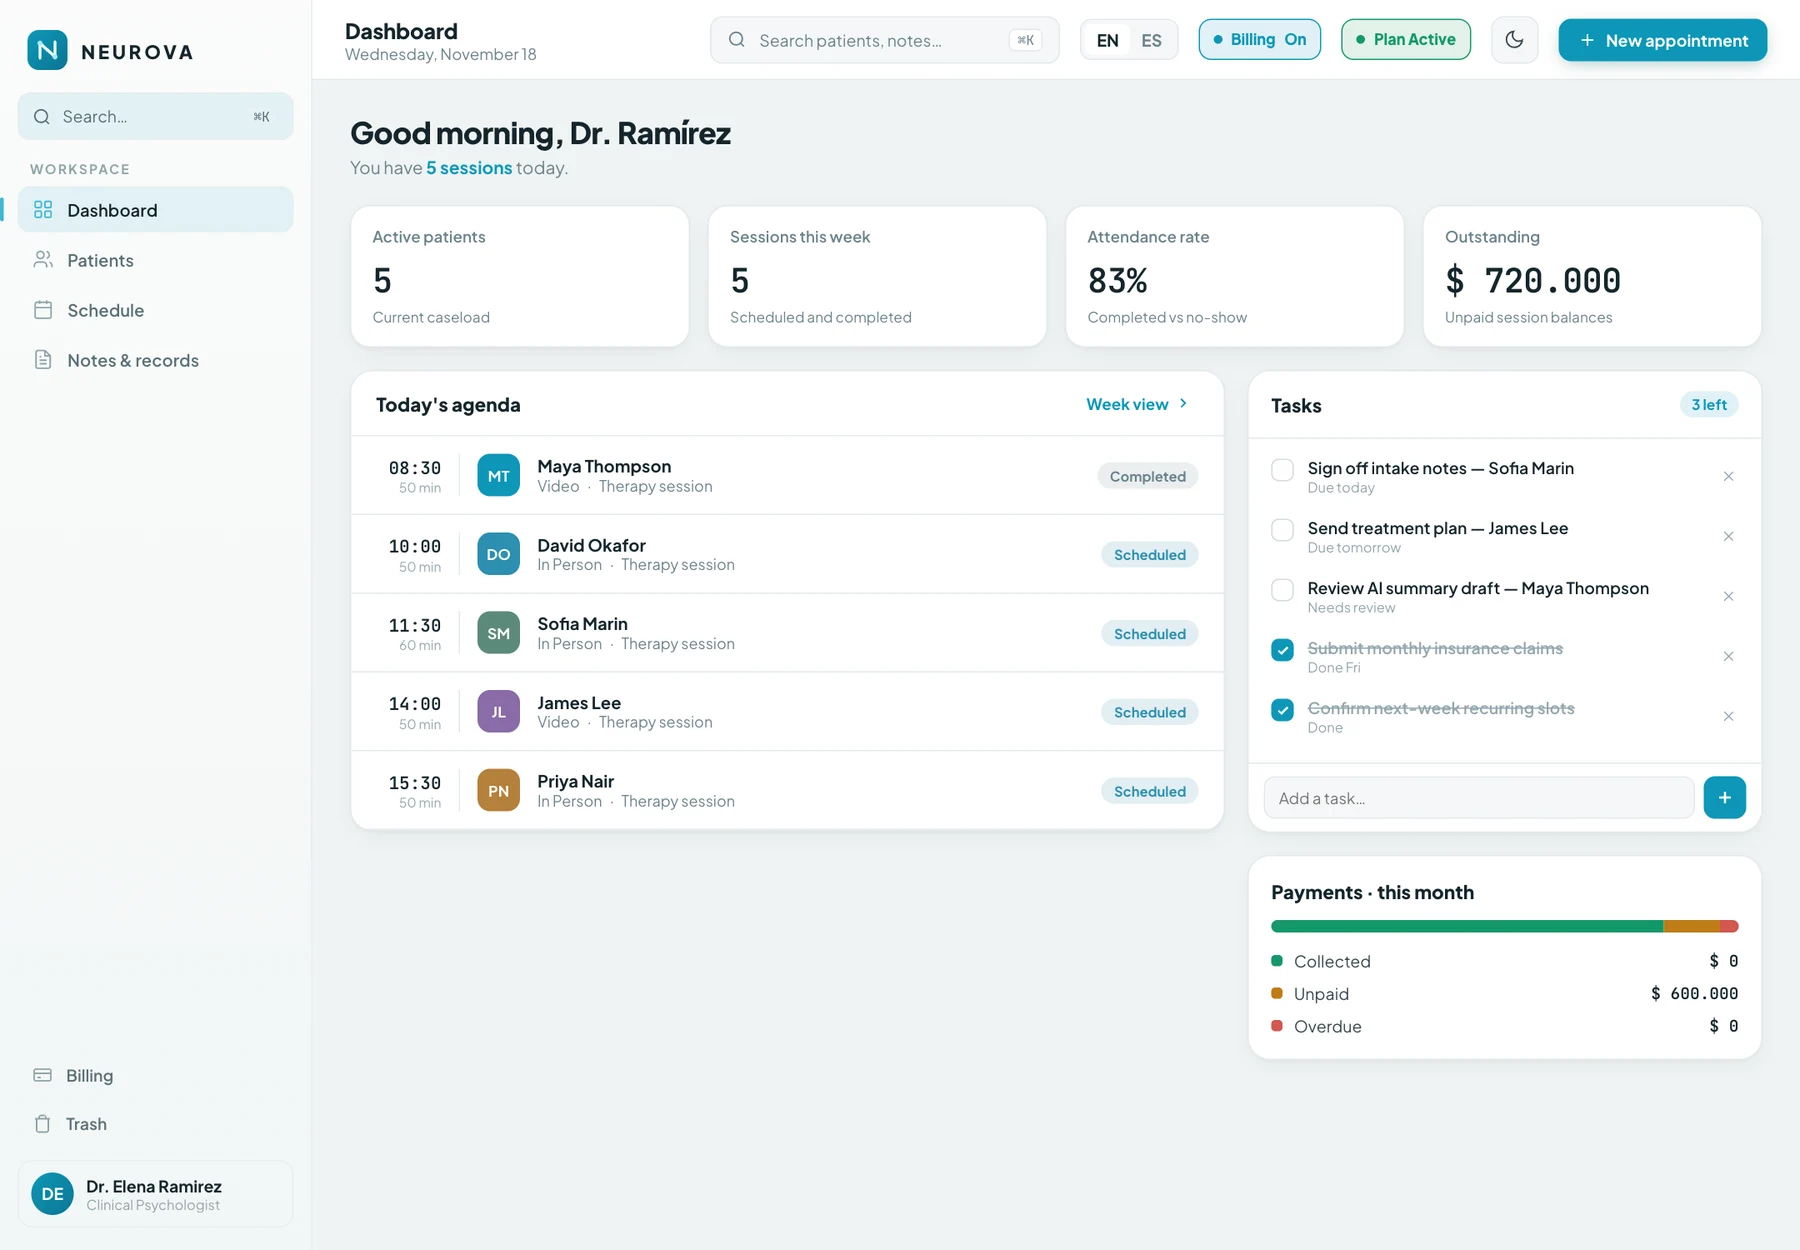 NEUROVA
Search... ⌘K
WORKSPACE
Dashboard
Patients
Schedule
Notes & records
Billing
Trash
DE
Dr. Elena Ramirez
Clinical Psychologist
Dashboard
Wednesday, November 18
Search patients, notes... ⌘K
EN ES
Billing On
Plan Active
+ New appointment
Good morning, Dr. Ramírez
You have 5 sessions today.
Active patients
5
Current caseload
Sessions this week
5
Scheduled and completed
Attendance rate
83%
Completed vs no-show
Outstanding
$ 720.000
Unpaid session balances
Today's agenda
Week view
08:30
50 min
MT
Maya Thompson
Video · Therapy session
Completed
10:00
50 min
DO
David Okafor
In Person · Therapy session
Scheduled
11:30
60 min
SM
Sofia Marin
In Person · Therapy session
Scheduled
14:00
50 min
JL
James Lee
Video · Therapy session
Scheduled
15:30
50 min
PN
Priya Nair
In Person · Therapy session
Scheduled
Tasks
3 left
Sign off intake notes — Sofia Marin
Due today
Send treatment plan — James Lee
Due tomorrow
Review AI summary draft — Maya Thompson
Needs review
Submit monthly insurance claims
Done Fri
Confirm next-week recurring slots
Done
Add a task...
Payments · this month
Collected $ 0
Unpaid $ 600.000
Overdue $ 0